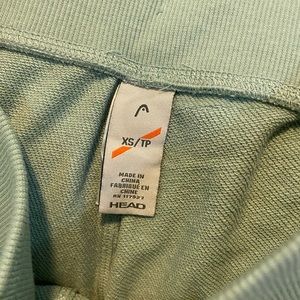 XS/TP
MADE IN
CHINA
FABRIQUÉ EN
CHINE
HEAD